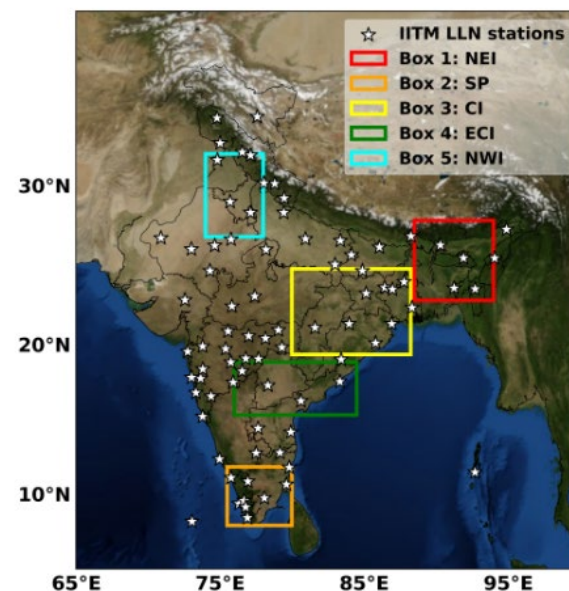 IITM LLN stations
Box 1: NEI
Box 2: SP
Box 3: CI
Box 4: ECI
Box 5: NWI
30°N
20°N
10°N
65°E 75°E 85°E 95°E